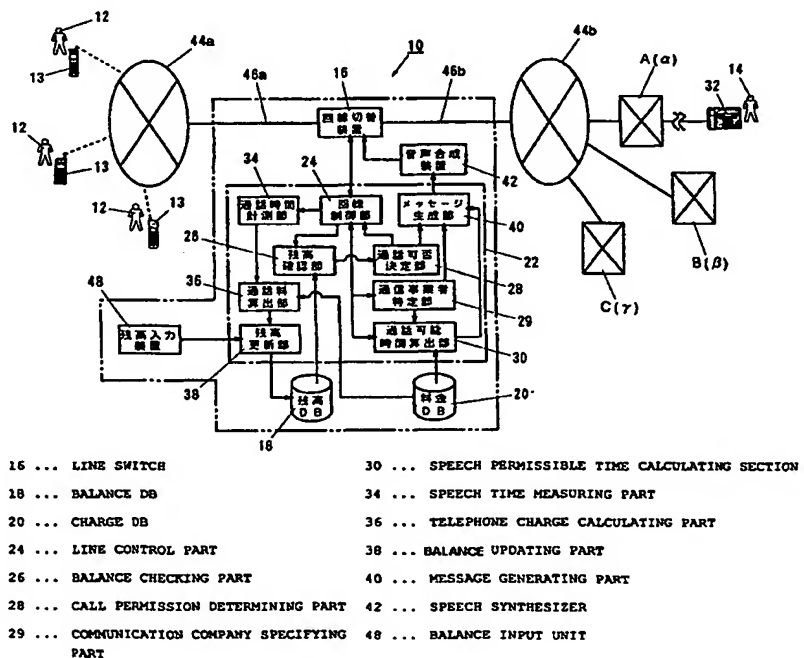 12
44a
10
44b
13
A(α)
46a
16
46b
32
14
回線切替
装置
12
34
24
音声合成
装置
42
13
12
13
通話時間
計測部
回線
制御部
メッセージ
生成部
40
26
残高
確認部
通話可否
決定部
22
B(β)
36
通話料
算出部
通信事業者
特定部
28
C(γ)
48
29
残高入力
装置
残高
更新部
通話可能
時間算出部
30
38
残高
DB
料金
DB
20
18
16 ... LINE SWITCH
18 ... BALANCE DB
20 ... CHARGE DB
24 ... LINE CONTROL PART
26 ... BALANCE CHECKING PART
28 ... CALL PERMISSION DETERMINING PART
29 ... COMMUNICATION COMPANY SPECIFYING
PART
30 ... SPEECH PERMISSIBLE TIME CALCULATING SECTION
34 ... SPEECH TIME MEASURING PART
36 ... TELEPHONE CHARGE CALCULATING PART
38 ... BALANCE UPDATING PART
40 ... MESSAGE GENERATING PART
42 ... SPEECH SYNTHESIZER
48 ... BALANCE INPUT UNIT